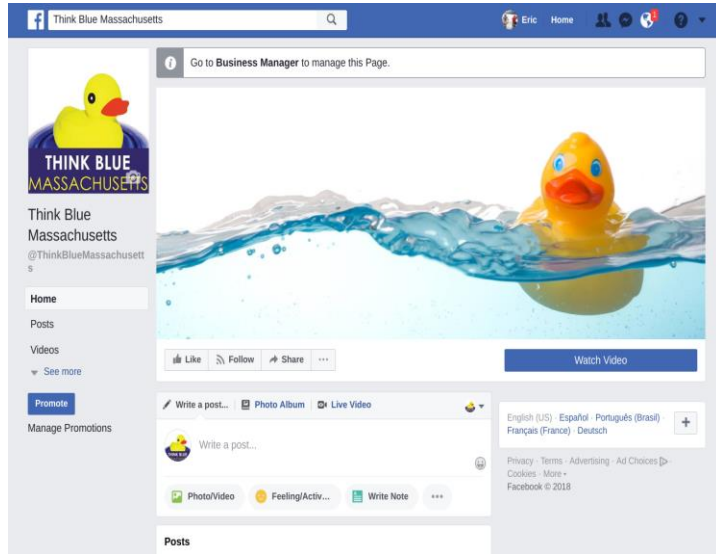 Think Blue Massachusetts
Eric Home
1
Go to Business Manager to manage this Page.
THINK BLUE
MASSACHUSETTS
Think Blue
Massachusetts
@ThinkBlueMassachusett
s
Home
Posts
Videos
See more
Promote
Manage Promotions
Like Follow Share ...
Watch Video
Write a post... Photo Album Live Video
Write a post...
Photo/Video Feeling/Activ... Write Note ...
Posts
English (US) · Español · Português (Brasil) ·
Français (France) · Deutsch
+
Privacy · Terms · Advertising · Ad Choices ·
Cookies · More
Facebook © 2018